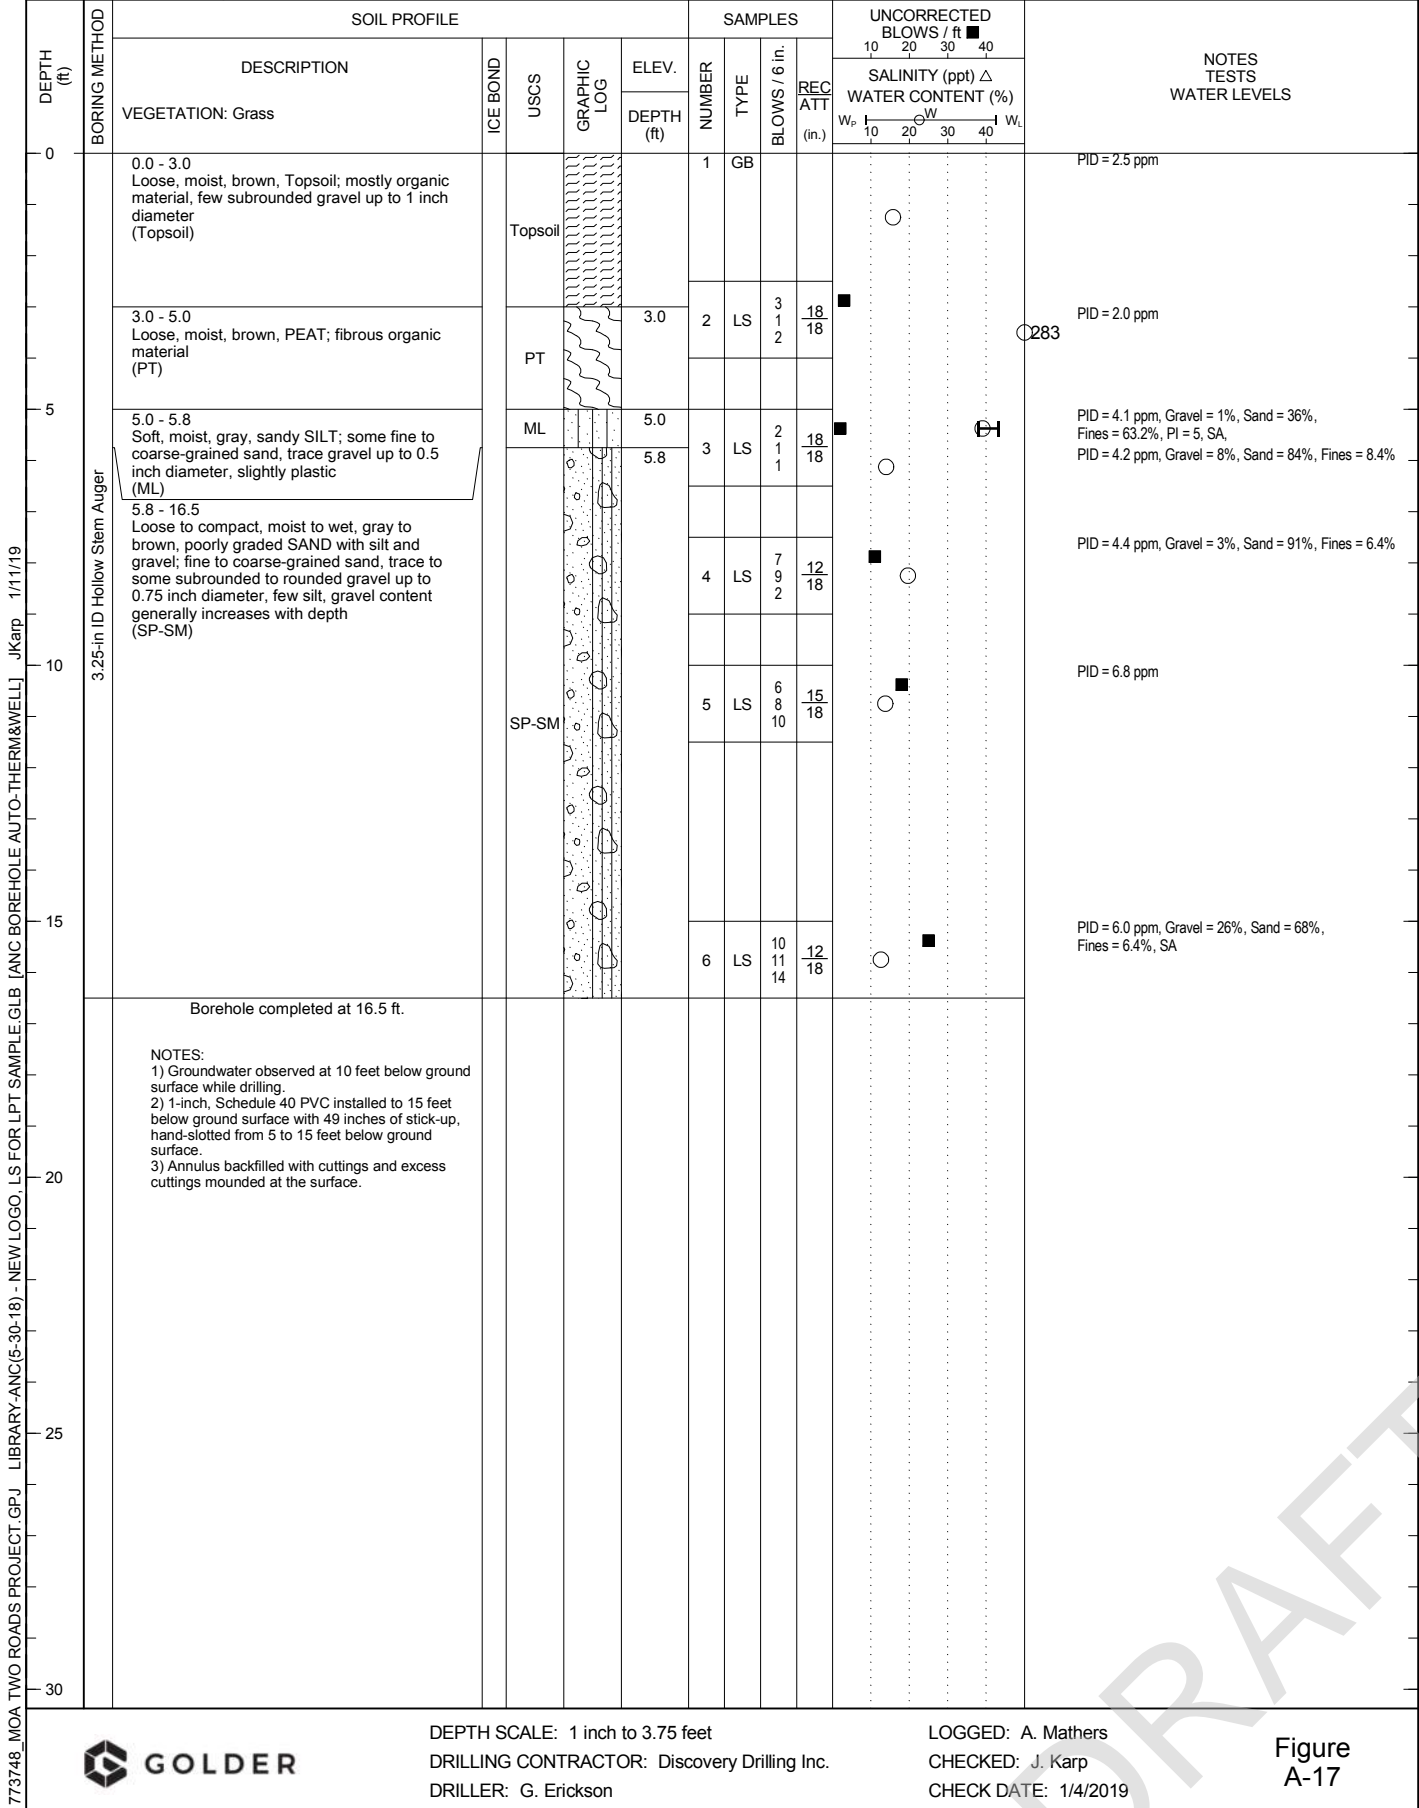 DEPTH
(ft)
BORING METHOD
SOIL PROFILE
DESCRIPTION
VEGETATION: Grass
ICE BOND
USCS
GRAPHIC
LOG
ELEV.
DEPTH
(ft)
SAMPLES
NUMBER
TYPE
BLOWS / 6 in.
REC
ATT
(in.)
UNCORRECTED
BLOWS / ft ■
10 20 30 40
SALINITY (ppt) △
WATER CONTENT (%)
WP W WL
10 20 30 40
NOTES
TESTS
WATER LEVELS
0
5
10
15
20
25
30
3.25-in ID Hollow Stem Auger
0.0 - 3.0
Loose, moist, brown, Topsoil; mostly organic
material, few subrounded gravel up to 1 inch
diameter
(Topsoil)
Topsoil
1 GB
PID = 2.5 ppm
3.0 - 5.0
Loose, moist, brown, PEAT; fibrous organic
material
(PT)
PT
3.0
2 LS
3
1
2
18
18
283
PID = 2.0 ppm
5.0 - 5.8
Soft, moist, gray, sandy SILT; some fine to
coarse-grained sand, trace gravel up to 0.5
inch diameter, slightly plastic
(ML)
ML
5.0
5.8
3 LS
2
1
1
18
18
PID = 4.1 ppm, Gravel = 1%, Sand = 36%,
Fines = 63.2%, PI = 5, SA,
PID = 4.2 ppm, Gravel = 8%, Sand = 84%, Fines = 8.4%
5.8 - 16.5
Loose to compact, moist to wet, gray to
brown, poorly graded SAND with silt and
gravel; fine to coarse-grained sand, trace to
some subrounded to rounded gravel up to
0.75 inch diameter, few silt, gravel content
generally increases with depth
(SP-SM)
SP-SM
4 LS
7
9
2
12
18
PID = 4.4 ppm, Gravel = 3%, Sand = 91%, Fines = 6.4%
5 LS
6
8
10
15
18
PID = 6.8 ppm
6 LS
10
11
14
12
18
PID = 6.0 ppm, Gravel = 26%, Sand = 68%,
Fines = 6.4%, SA
Borehole completed at 16.5 ft.
NOTES:
1) Groundwater observed at 10 feet below ground
surface while drilling.
2) 1-inch, Schedule 40 PVC installed to 15 feet
below ground surface with 49 inches of stick-up,
hand-slotted from 5 to 15 feet below ground
surface.
3) Annulus backfilled with cuttings and excess
cuttings mounded at the surface.
773748_MOA TWO ROADS PROJECT.GPJ LIBRARY-ANC(5-30-18) - NEW LOGO, LS FOR LPT SAMPLE.GLB [ANC BOREHOLE AUTO-THERM&WELL] JKarp 1/11/19
DRAFT
GOLDER
DEPTH SCALE: 1 inch to 3.75 feet
DRILLING CONTRACTOR: Discovery Drilling Inc.
DRILLER: G. Erickson
LOGGED: A. Mathers
CHECKED: J. Karp
CHECK DATE: 1/4/2019
Figure
A-17